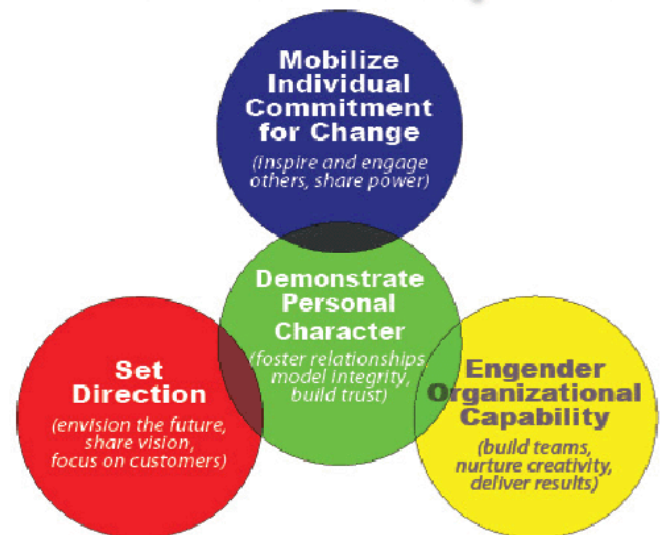 Mobilize
Individual
Commitment
for Change
(inspire and engage
others, share power)
Demonstrate
Personal
Character
(foster relationships,
model integrity,
build trust)
Set
Direction
(envision the future,
share vision,
focus on customers)
Engender
Organizational
Capability
(build teams,
nurture creativity,
deliver results)